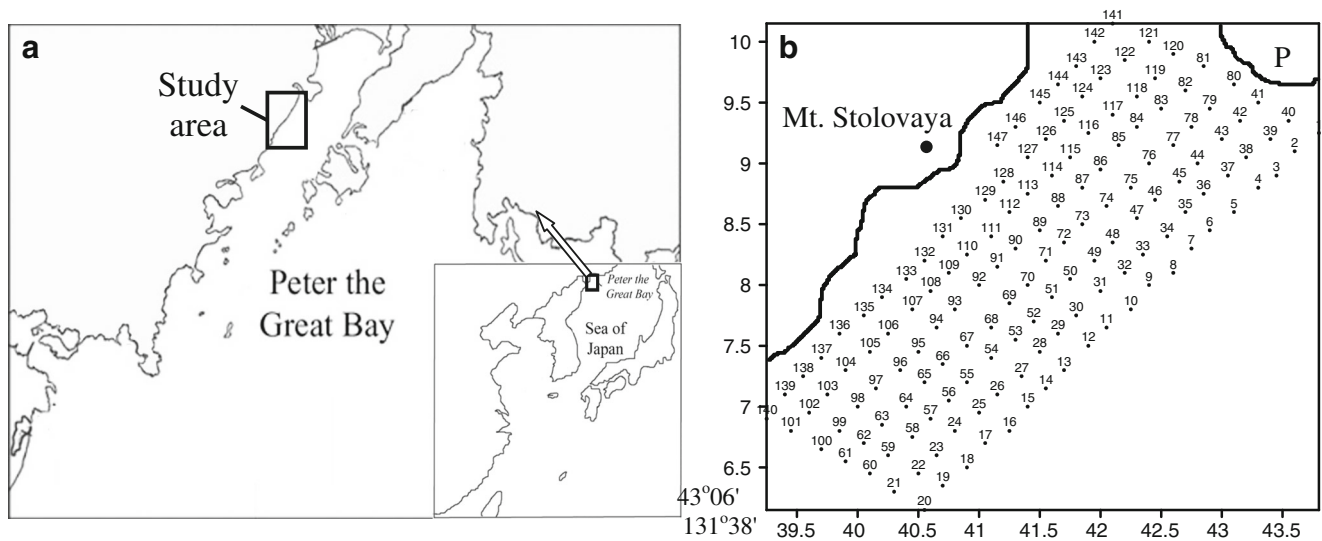 a
Study
area
Peter the
Great Bay
Peter the
Great Bay
Sea of
Japan
b
P
Mt. Stolovaya
10
9.5
9
8.5
8
7.5
7
6.5
43°06'
131°38'
39.5 40 40.5 41 41.5 42 42.5 43 43.5
141
142 121
122 120
143 81
144 123 119 82 80
145 124 118 83 79 41
146 125 117 84 78 42 40
147 126 116 85 77 43 39 2
127 115 86 76 44 38 3
128 114 87 75 45 37 4
129 113 88 74 46 36
130 112 89 73 47 35 5
131 111 90 72 48 34 6
132 110 91 71 49 33 7
133 109 92 70 50 32 8
134 108 93 69 51 31 9
135 107 94 68 52 30 10
136 106 95 67 53 29 11
137 105 96 66 54 28 12
138 104 97 65 55 27 13
139 103 98 64 56 26 14
140 102 99 63 57 25 15
101 62 58 24 16
100 61 59 23 17
60 22 18
21 19
20